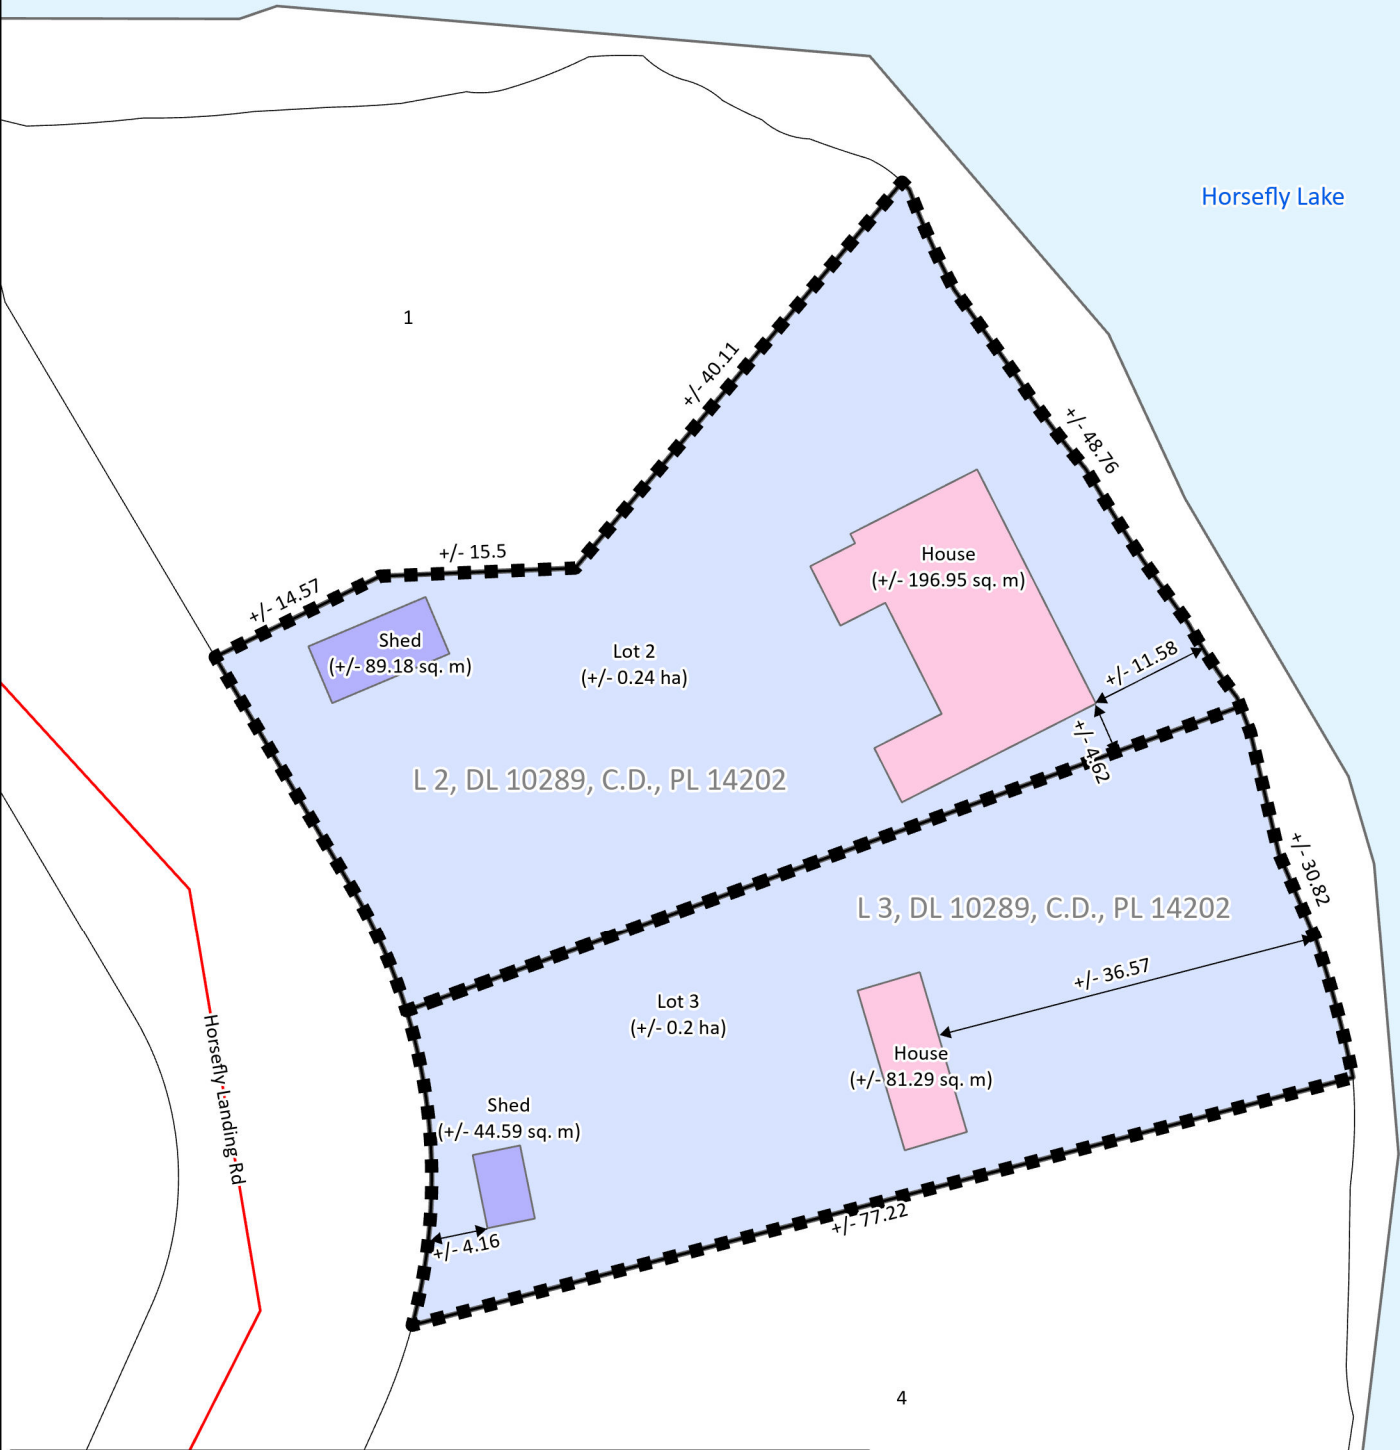 Horsefly Lake
1
+/- 40.11
+/- 48.76
+/- 15.5
+/- 14.57
House
(+/- 196.95 sq. m)
Shed
(+/- 89.18 sq. m)
Lot 2
(+/- 0.24 ha)
+/- 11.58
+/- 4.62
L 2, DL 10289, C.D., PL 14202
+/- 30.82
L 3, DL 10289, C.D., PL 14202
+/- 36.57
Lot 3
(+/- 0.2 ha)
House
(+/- 81.29 sq. m)
Horsefly Landing Rd
Shed
(+/- 44.59 sq. m)
+/- 77.22
+/- 4.16
4